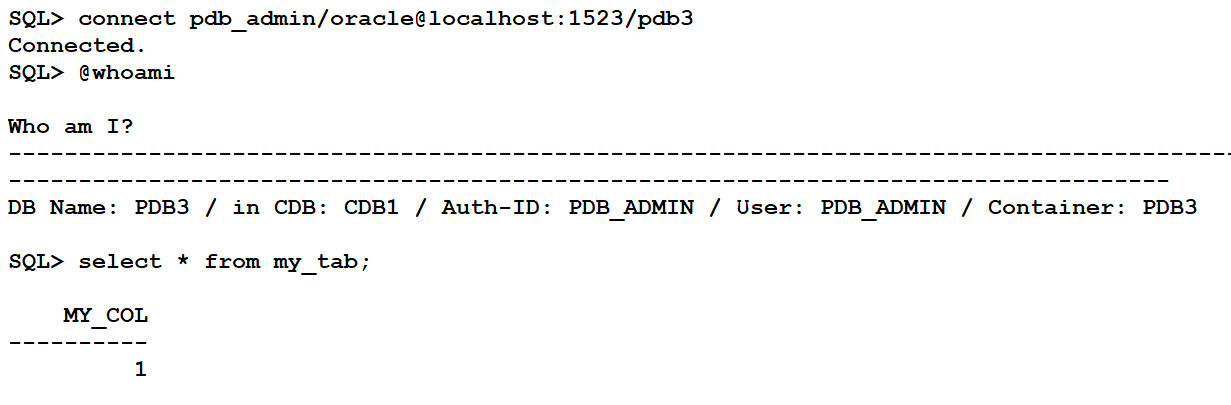 SQL> connect pdb_admin/oracle@localhost:1523/pdb3
Connected.
SQL> @whoami
Who am I?
----------------------------------------------------------------------------------------
-----------------------------------------------------------------------------------
DB Name: PDB3 / in CDB: CDB1 / Auth-ID: PDB_ADMIN / User: PDB_ADMIN / Container: PDB3
SQL> select * from my_tab;
MY_COL
----------
1